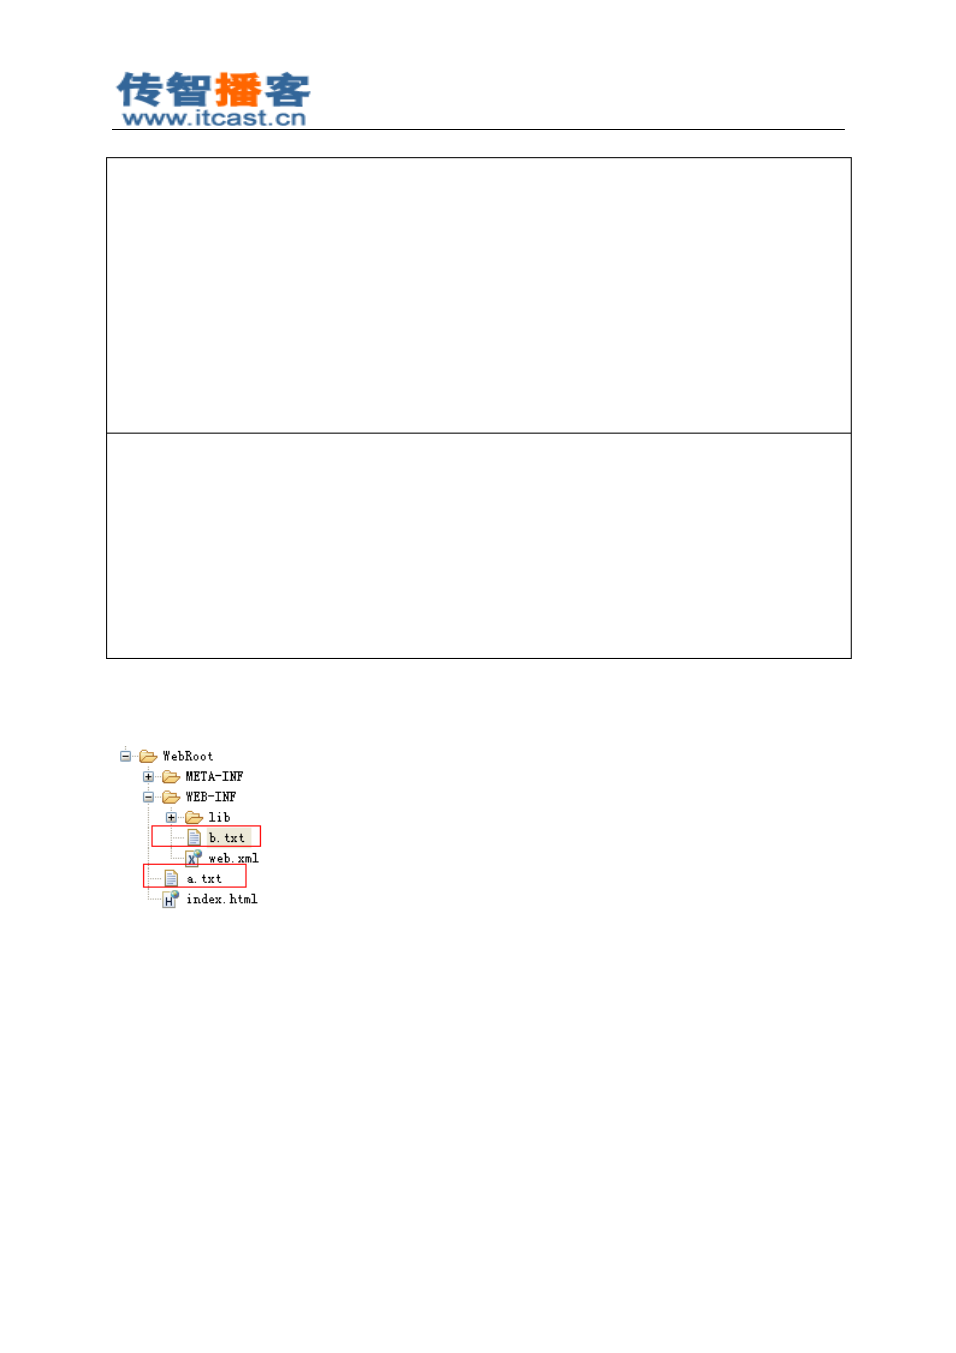 传智播客
www.itcast.cn
WebRoot
META-INF
WEB-INF
lib
b.txt
web.xml
a.txt
index.html